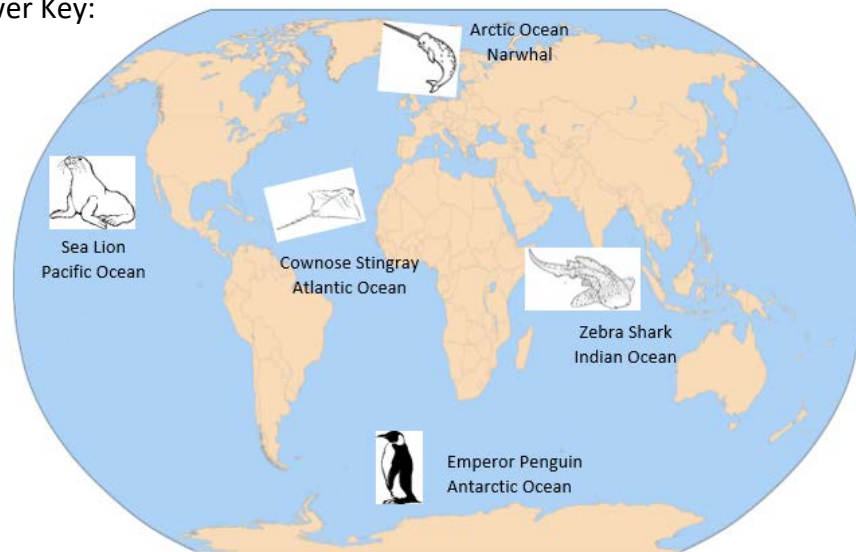 Key:
Arctic Ocean
Narwhal
Sea Lion
Pacific Ocean
Cownose Stingray
Atlantic Ocean
Zebra Shark
Indian Ocean
Emperor Penguin
Antarctic Ocean